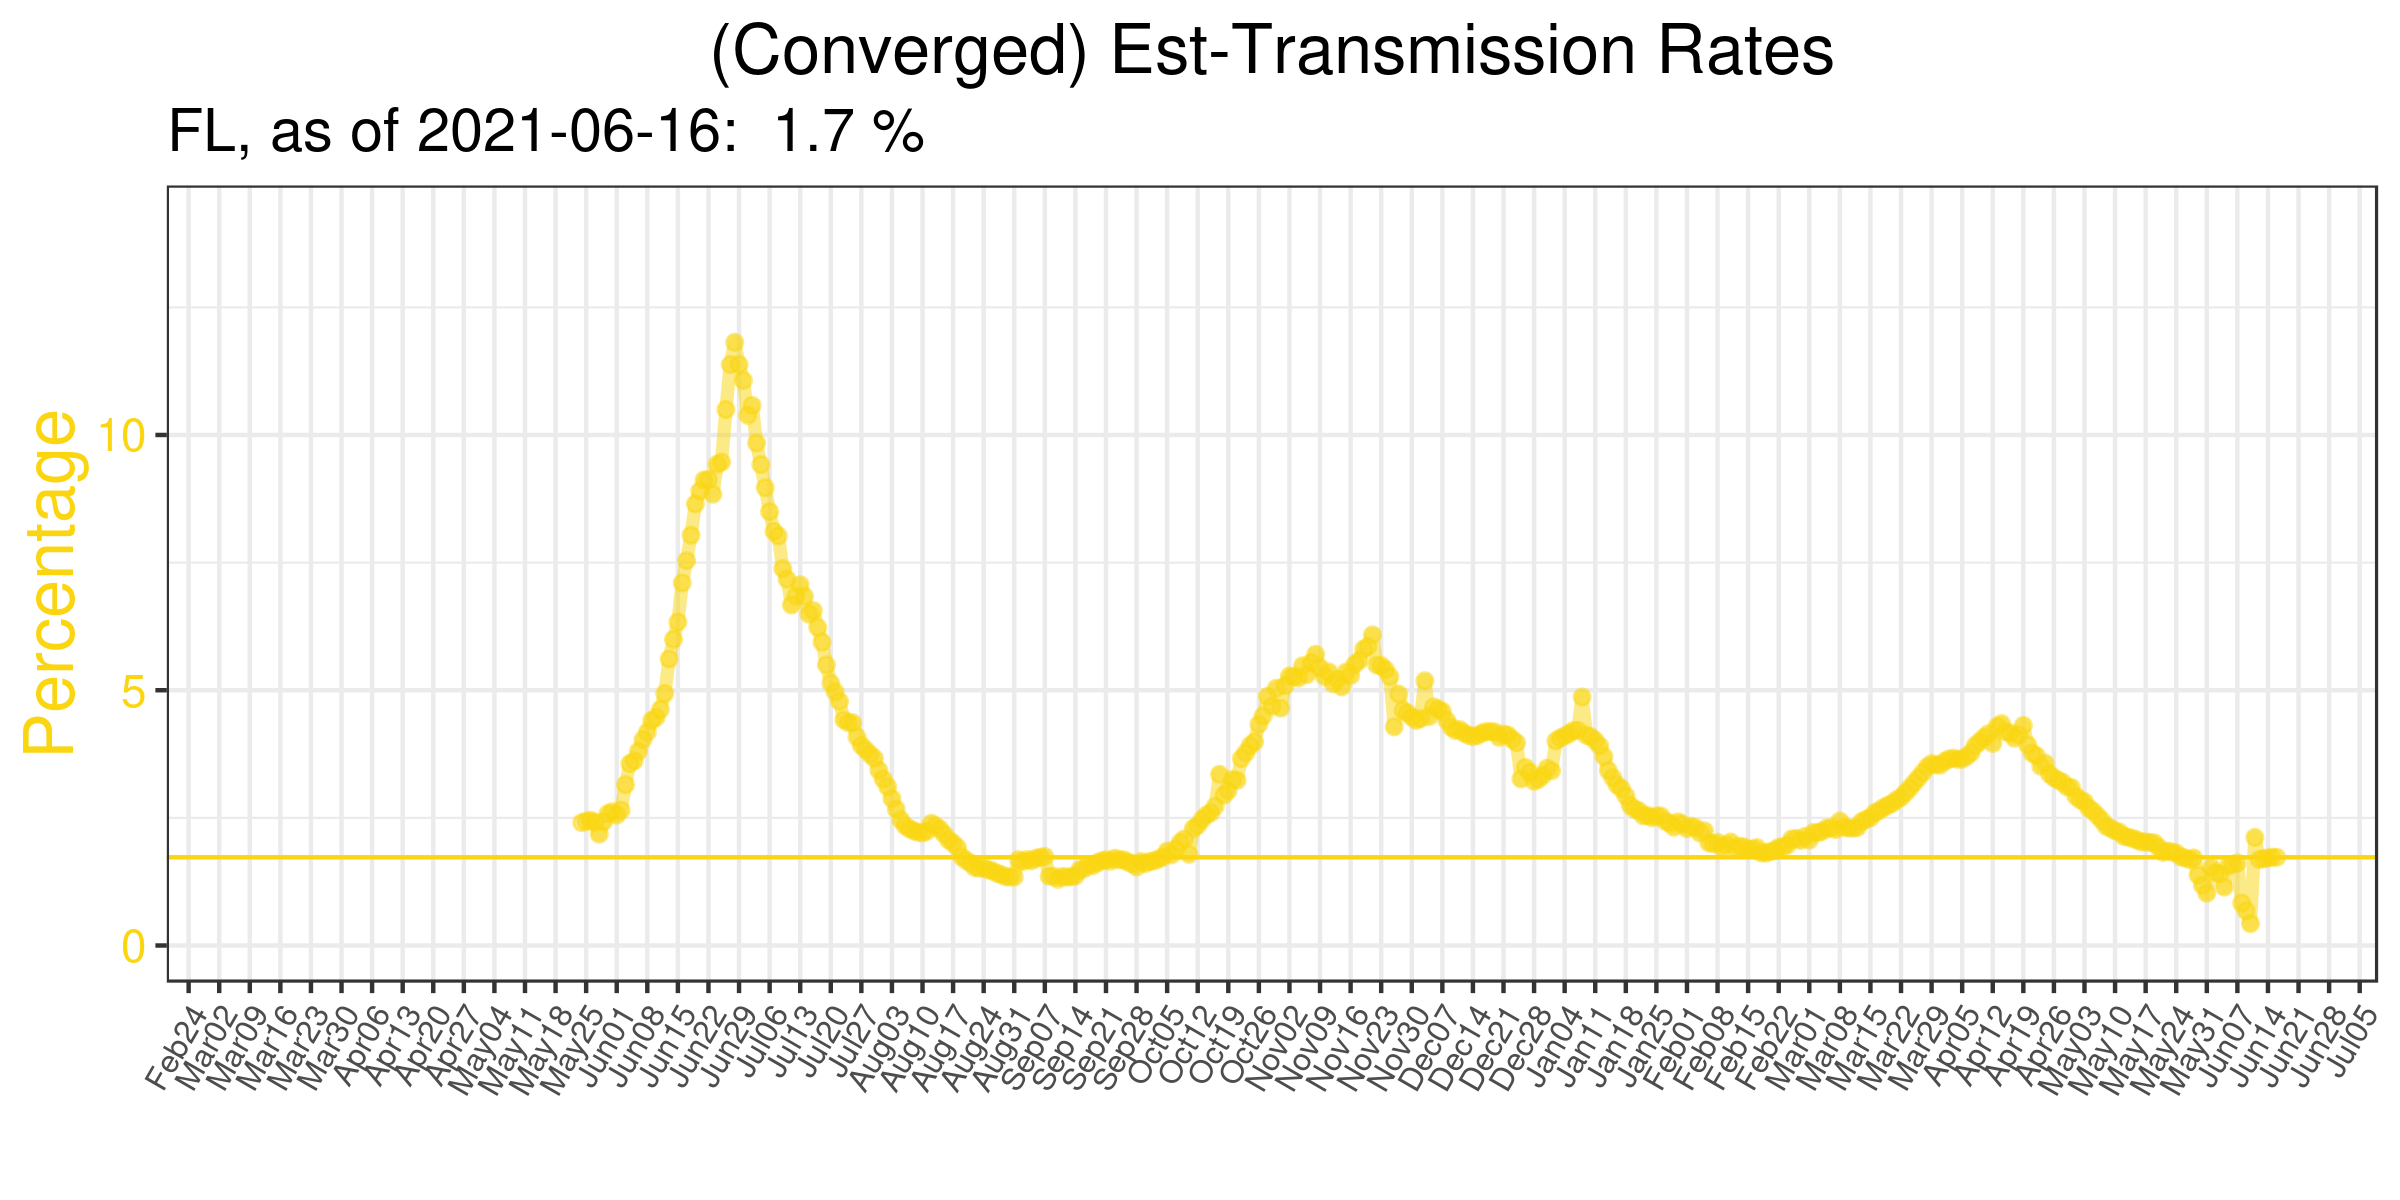 (Converged) Est-Transmission Rates
FL, as of 2021-06-16:  1.7 %
Percentage
10
5
0
Feb24
Mar02
Mar09
Mar16
Mar23
Mar30
Apr06
Apr13
Apr20
Apr27
May04
May11
May18
May25
Jun01
Jun08
Jun15
Jun22
Jun29
Jul06
Jul13
Jul20
Jul27
Aug03
Aug10
Aug17
Aug24
Aug31
Sep07
Sep14
Sep21
Sep28
Oct05
Oct12
Oct19
Oct26
Nov02
Nov09
Nov16
Nov23
Nov30
Dec07
Dec14
Dec21
Dec28
Jan04
Jan11
Jan18
Jan25
Feb01
Feb08
Feb15
Feb22
Mar01
Mar08
Mar15
Mar22
Mar29
Apr05
Apr12
Apr19
Apr26
May03
May10
May17
May24
May31
Jun07
Jun14
Jun21
Jun28
Jul05